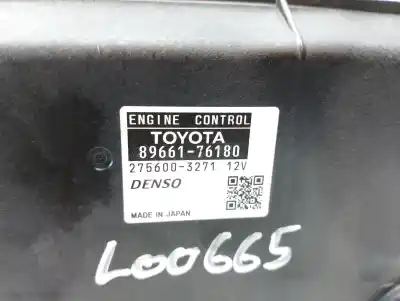 ENGINE CONTROL
TOYOTA
89661-76180
275600-3271 12V
DENSO
MADE IN JAPAN
L00665